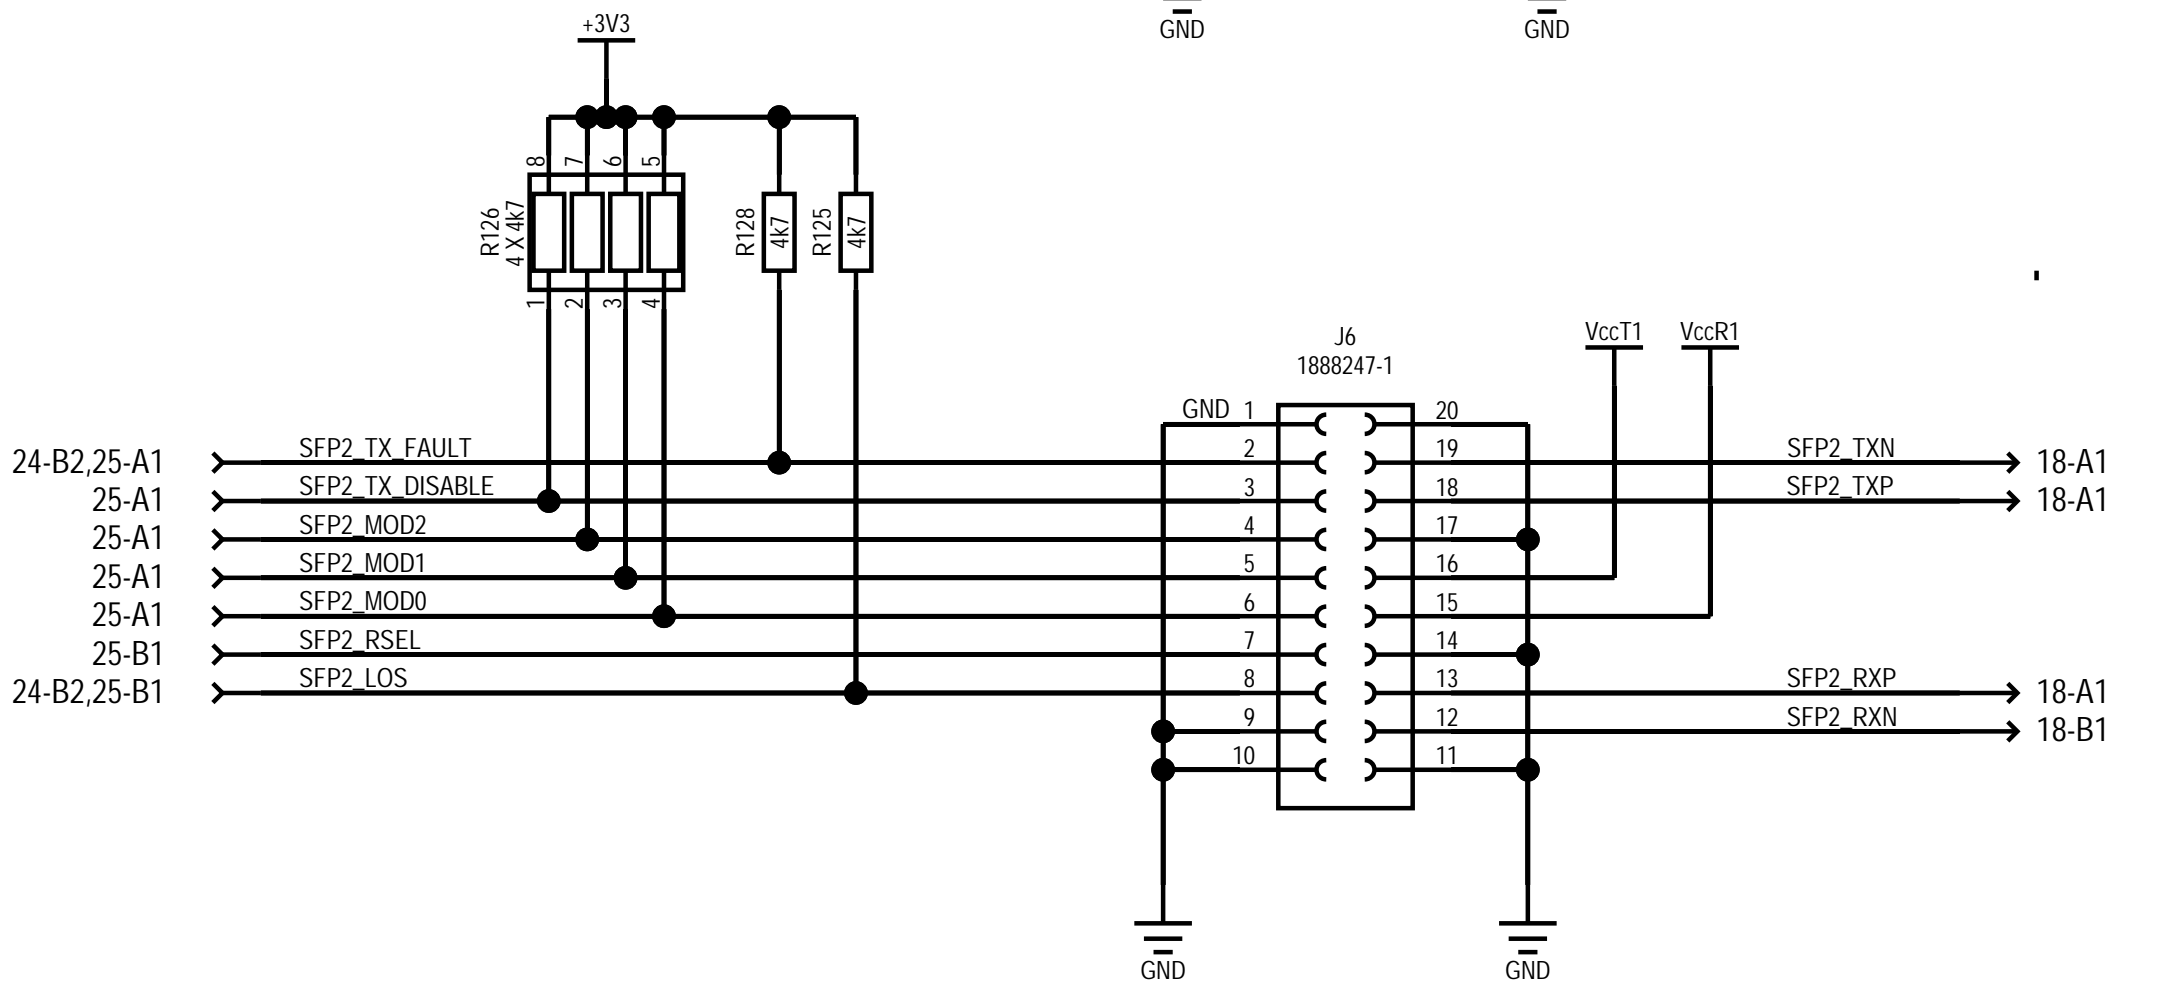 GND
GND
+3V3
8
7
6
5
R126
4 X 4k7
R128
4k7
R125
4k7
1
2
3
4
J6
1888247-1
VccT1
VccR1
GND
1
20
24-B2,25-A1
SFP2_TX_FAULT
2
19
SFP2_TXN
18-A1
25-A1
SFP2_TX_DISABLE
3
18
SFP2_TXP
18-A1
25-A1
SFP2_MOD2
4
17
25-A1
SFP2_MOD1
5
16
25-A1
SFP2_MOD0
6
15
25-B1
SFP2_RSEL
7
14
24-B2,25-B1
SFP2_LOS
8
13
SFP2_RXP
18-A1
9
12
SFP2_RXN
18-B1
10
11
GND
GND